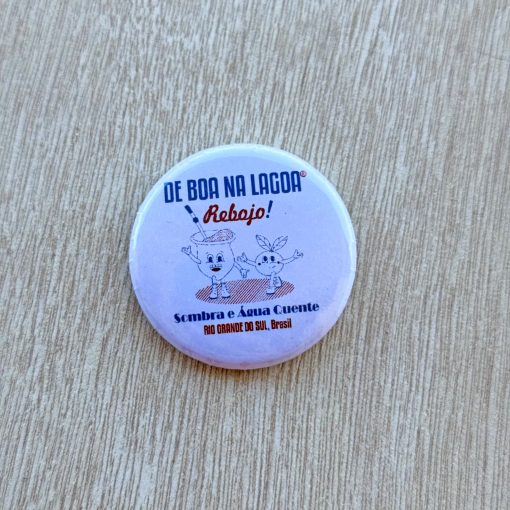 DE BOA NA LAGOA®
Rebojo!
Sombra e Água Quente
RIO GRANDE DO SUL, Brasil